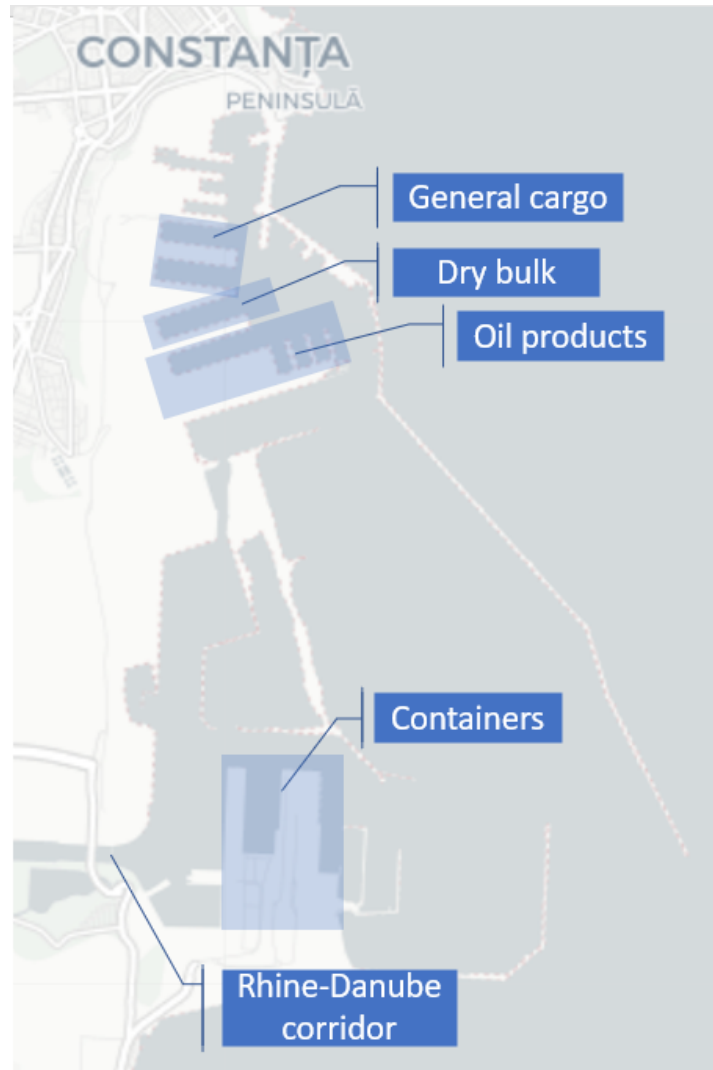 CONSTANȚA
PENINSULĂ
General cargo
Dry bulk
Oil products
Containers
Rhine-Danube
corridor